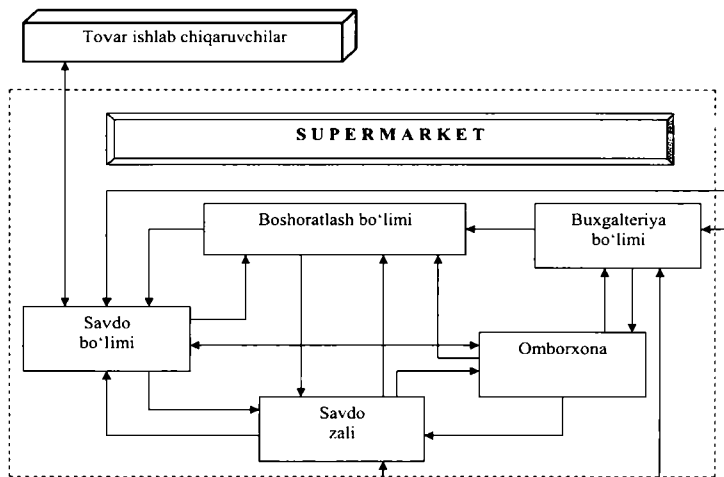 Tovar ishlab chiqaruvchilar
SUPERMARKET
Boshoratlash bo‘limi
Buxgalteriya
bo‘limi
Savdo
bo‘limi
Omborxona
Savdo
zali